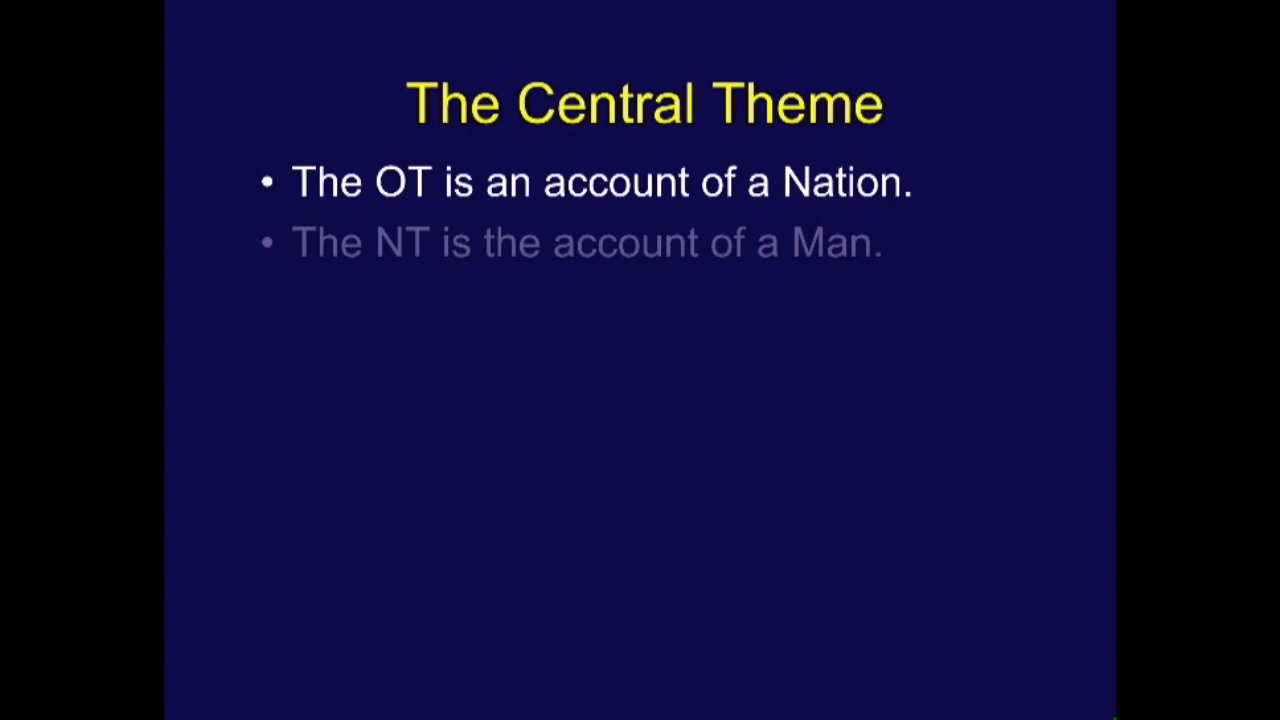 The Central Theme
• The OT is an account of a Nation.
• The NT is the account of a Man.